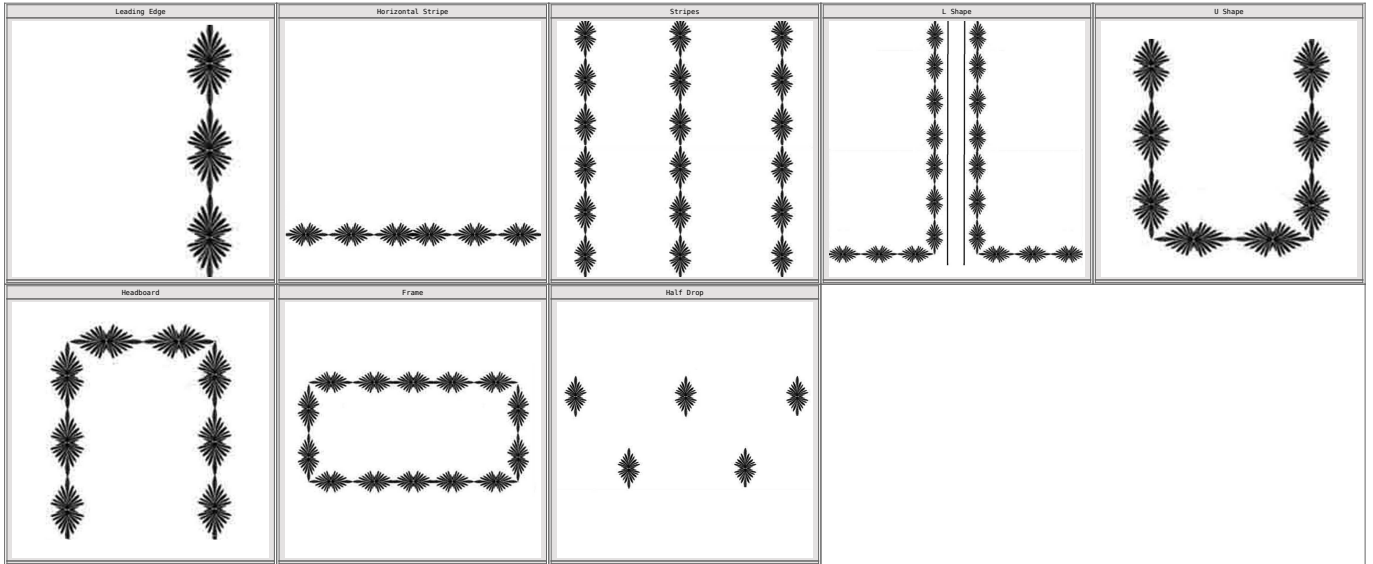 Leading Edge
Horizontal Stripe
Stripes
L Shape
U Shape
Headboard
Frame
Half Drop